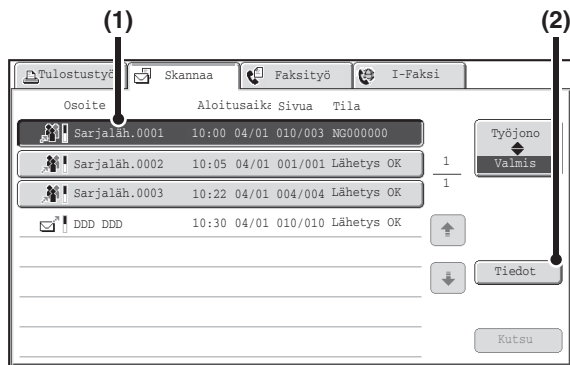 (1) (2)
Tulostustyö Skannaa Faksityö I-Faksi
Osoite Aloitusaika Sivua Tila
Sarjaläh.0001 10:00 04/01 010/003 NG000000
Sarjaläh.0002 10:05 04/01 001/001 Lähetys OK
Sarjaläh.0003 10:22 04/01 004/004 Lähetys OK
DDD DDD 10:30 04/01 010/010 Lähetys OK
1
1
Työjono
Valmis
Tiedot
Kutsu